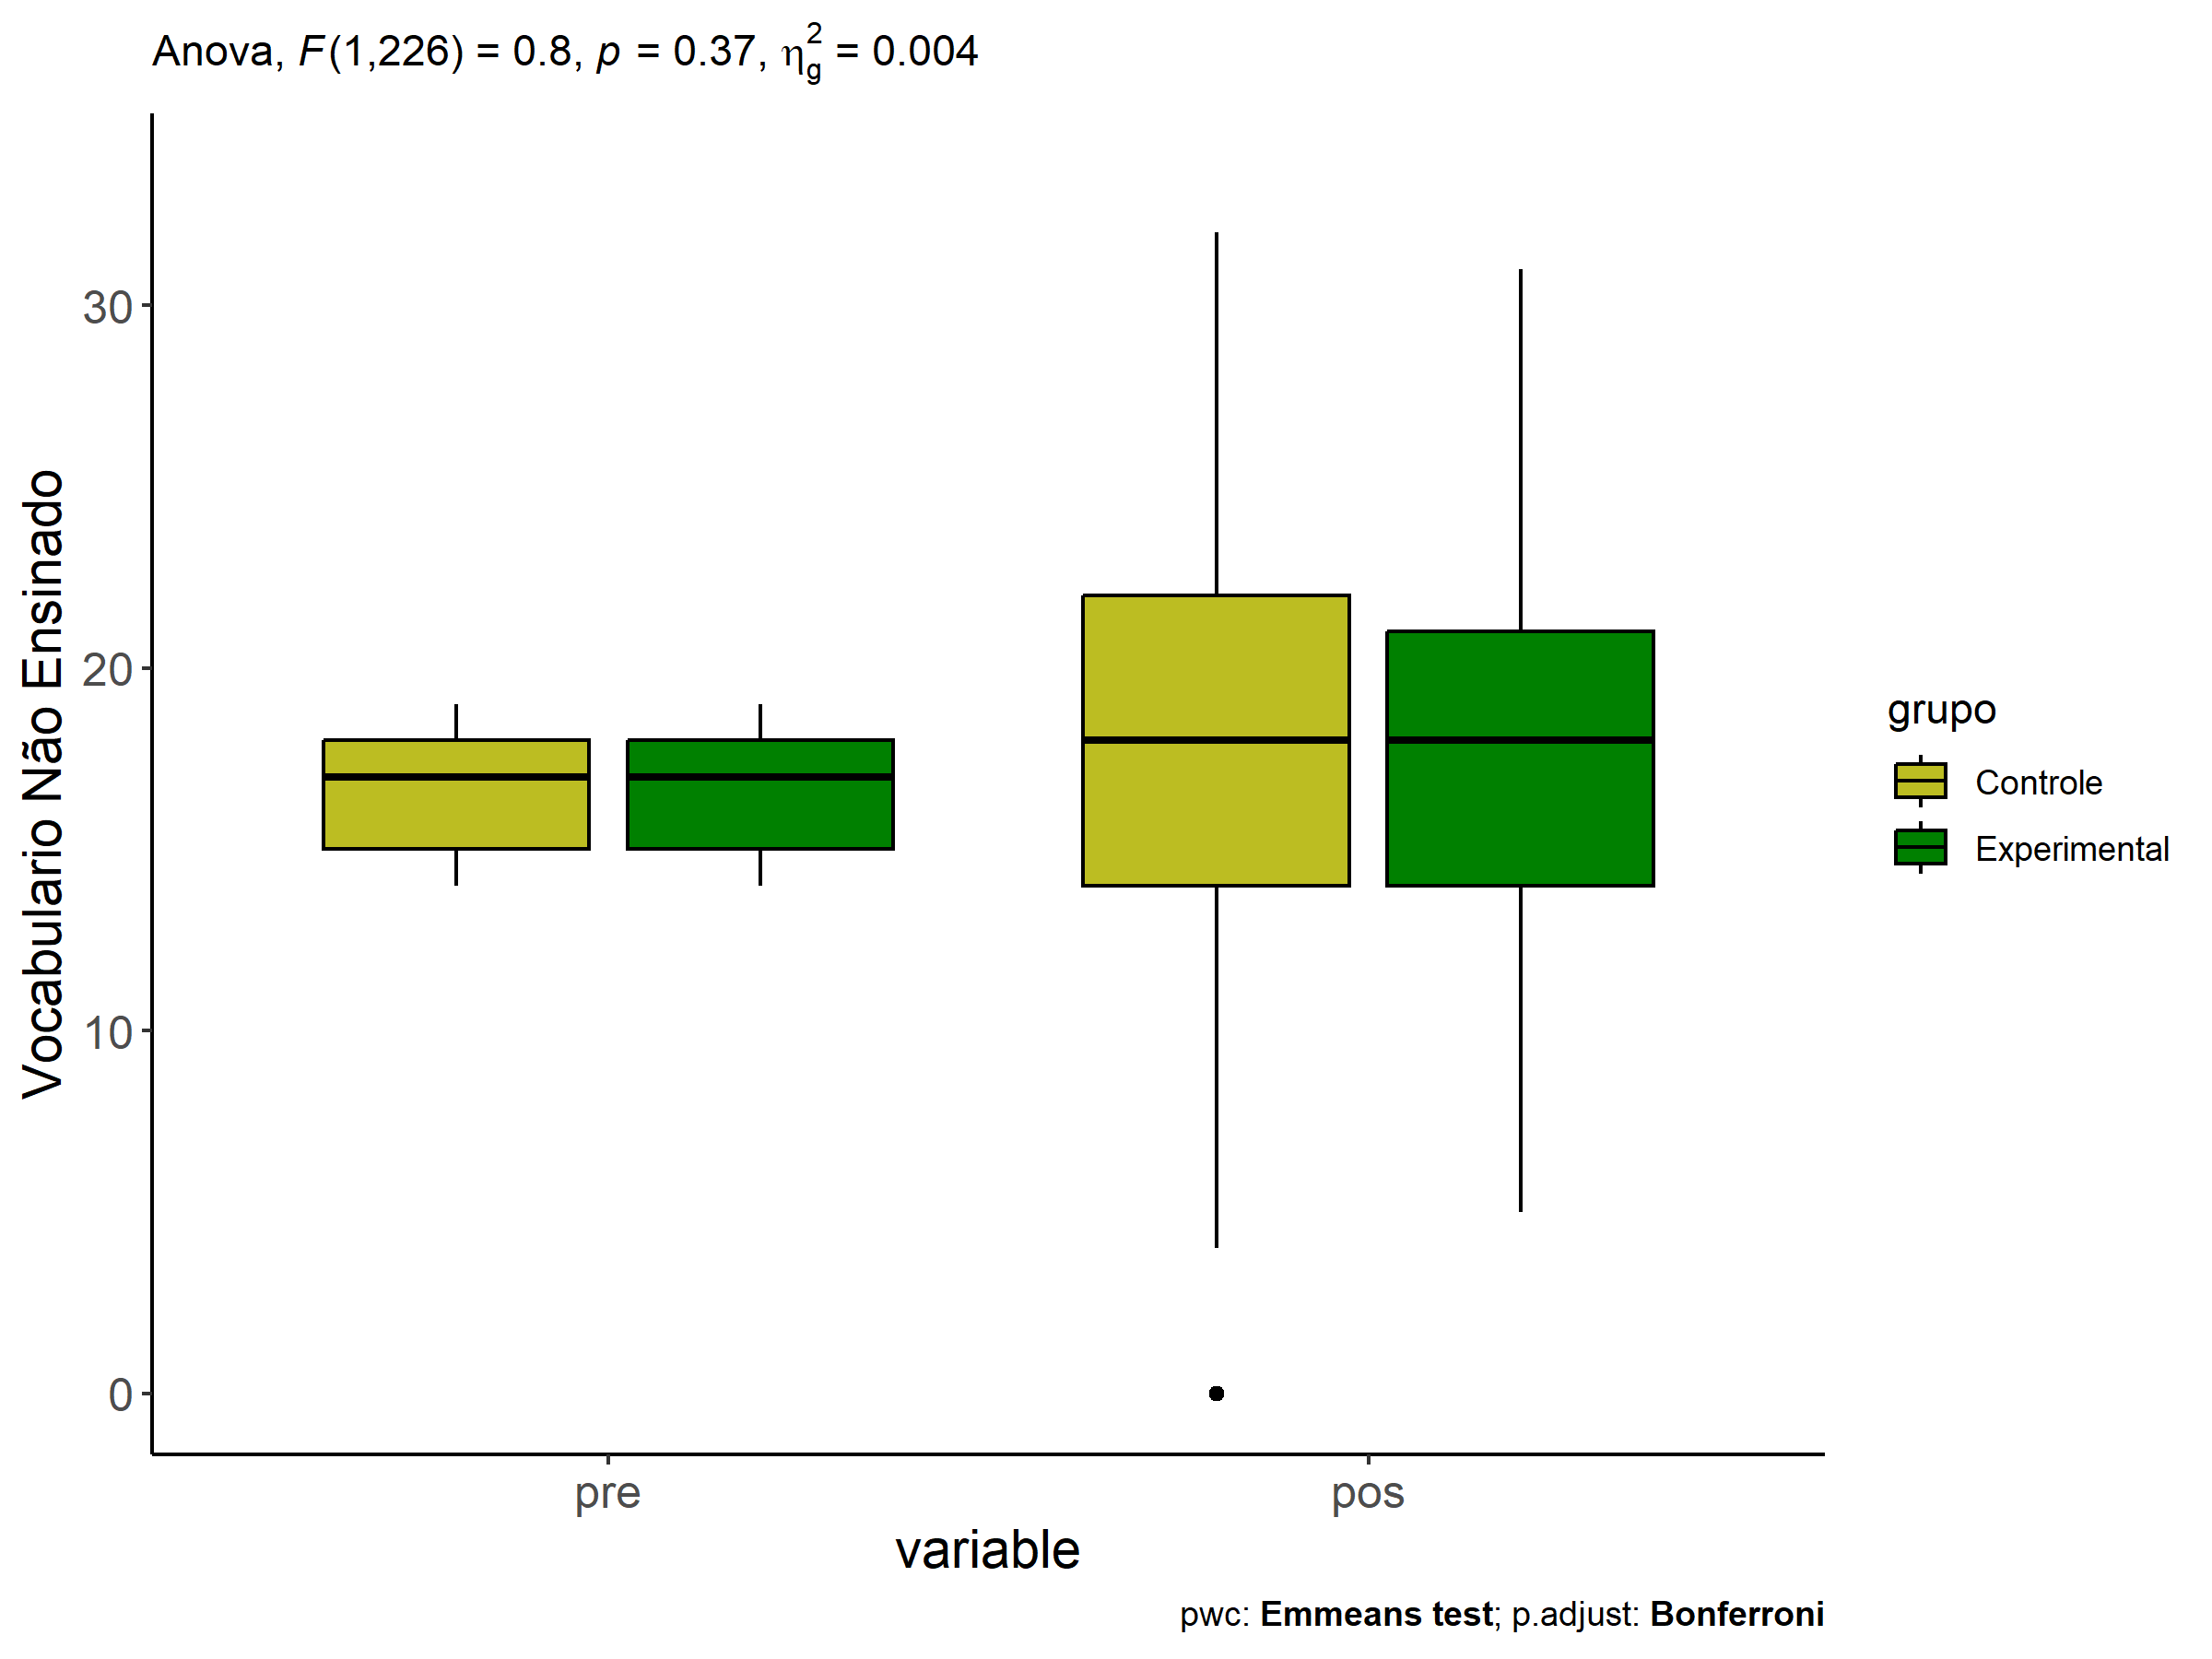 Anova, F(1,226) = 0.8, p = 0.37, η²g = 0.004
Vocabulario Não Ensinado
30
20
10
0
pre
pos
variable
grupo
Controle
Experimental
pwc: Emmeans test; p.adjust: Bonferroni